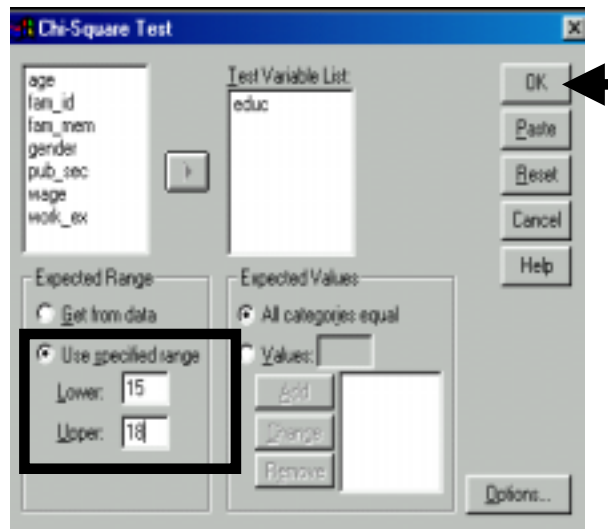 Chi-Square Test
age
fam_id
fam_mem
gender
pub_sec
wage
work_ex
Test Variable List:
educ
OK
Paste
Reset
Cancel
Help
Expected Range
Get from data
Use specified range
Lower: 15
Upper: 18
Expected Values
All categories equal
Values:
Add
Change
Remove
Options...